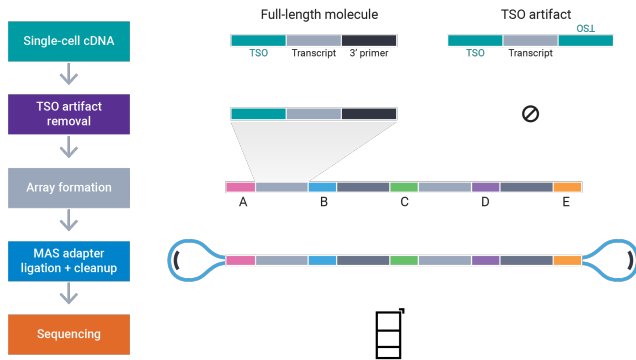 Full-length molecule
TSO artifact
Single-cell cDNA
TSO
Transcript
3' primer
TSO
TSO
Transcript
TSO artifact
removal
Array formation
A
B
C
D
E
MAS adapter
ligation + cleanup
Sequencing